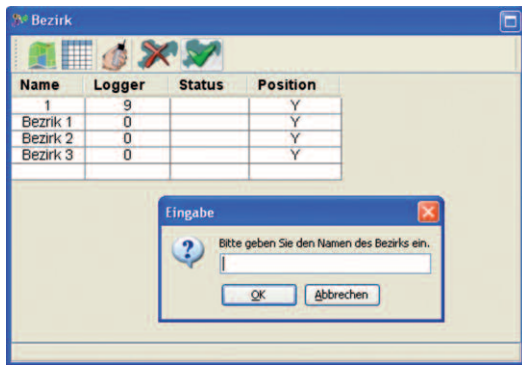 Bezirk
Name Logger Status Position
1 9 Y
Bezrik 1 0 Y
Bezirk 2 0 Y
Bezirk 3 0 Y
Eingabe
Bitte geben Sie den Namen des Bezirks ein.
OK Abbrechen